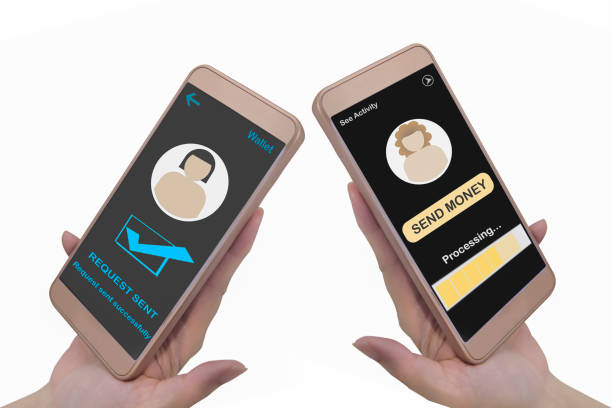 Wallet
REQUEST SENT
Request sent successfully
See Activity
SEND MONEY
Processing...